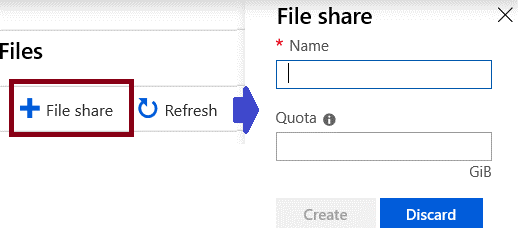 Files
+ File share
Refresh
File share
* Name
Quota
GiB
Create
Discard